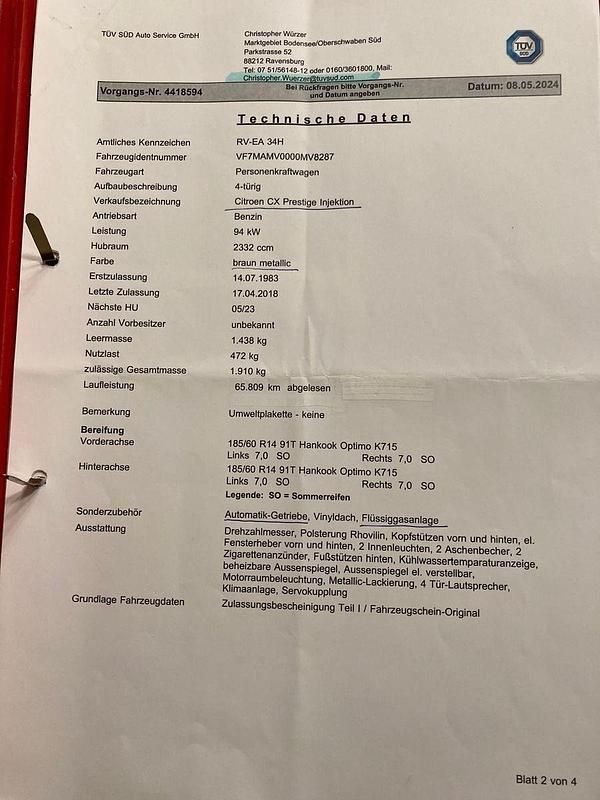 TÜV SÜD Auto Service GmbH
Christopher Würzer
Marktgebiet Bodensee/Oberschwaben Süd
Parkstrasse 52
88212 Ravensburg
Tel: 07 51/56148-12 oder 0160/3601600, Mail:
Christopher.Wuerzer@tuvsud.com
TÜV
SÜD
Vorgangs-Nr. 4418594
Bei Rückfragen bitte Vorgangs-Nr.
und Datum angeben
Datum: 08.05.2024
Technische Daten
Amtliches Kennzeichen RV-EA 34H
Fahrzeugidentnummer VF7MAMV0000MV8287
Fahrzeugart Personenkraftwagen
Aufbaubeschreibung 4-türig
Verkaufsbezeichnung Citroen CX Prestige Injektion
Antriebsart Benzin
Leistung 94 kW
Hubraum 2332 ccm
Farbe braun metallic
Erstzulassung 14.07.1983
Letzte Zulassung 17.04.2018
Nächste HU 05/23
Anzahl Vorbesitzer unbekannt
Leermasse 1.438 kg
Nutzlast 472 kg
zulässige Gesamtmasse 1.910 kg
Laufleistung 65.809 km abgelesen
Bemerkung Umweltplakette - keine
Bereifung
Vorderachse 185/60 R14 91T Hankook Optimo K715
Links 7,0 SO Rechts 7,0 SO
Hinterachse 185/60 R14 91T Hankook Optimo K715
Links 7,0 SO Rechts 7,0 SO
Legende: SO = Sommerreifen
Sonderzubehör Automatik-Getriebe, Vinyldach, Flüssiggasanlage
Ausstattung Drehzahlmesser, Polsterung Rhovilin, Kopfstützen vorn und hinten, el.
Fensterheber vorn und hinten, 2 Innenleuchten, 2 Aschenbecher, 2
Zigarettenanzünder, Fußstützen hinten, Kühlwassertemperaturanzeige,
beheizbare Aussenspiegel, Aussenspiegel el. verstellbar,
Motorraumbeleuchtung, Metallic-Lackierung, 4 Tür-Lautsprecher,
Klimaanlage, Servokupplung
Grundlage Fahrzeugdaten Zulassungsbescheinigung Teil I / Fahrzeugschein-Original
Blatt 2 von 4